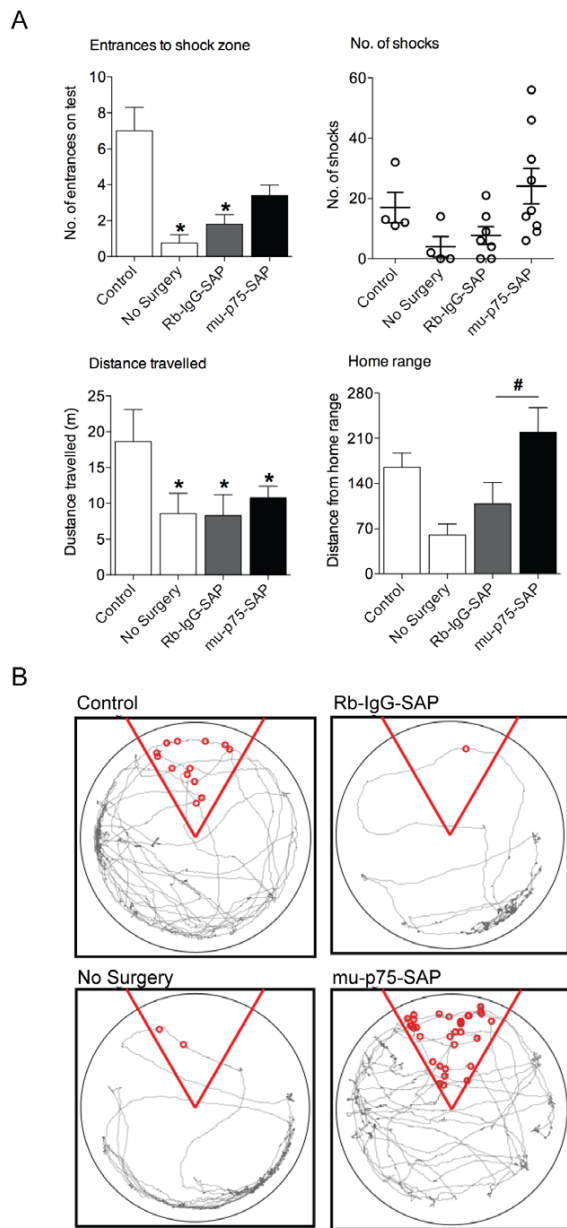 A
Entrances to shock zone
No. of entrances on test
10
8
6
4
2
0
*
*
Control
No Surgery
Rb-IgG-SAP
mu-p75-SAP
No. of shocks
No. of shocks
60
40
20
0
Control
No Surgery
Rb-IgG-SAP
mu-p75-SAP
Distance travelled
Dustance travelled (m)
25
20
15
10
5
0
*
*
*
Control
No Surgery
Rb-IgG-SAP
mu-p75-SAP
Home range
Distance from home range
280
210
140
70
0
#
Control
No Surgery
Rb-IgG-SAP
mu-p75-SAP
B
Control
Rb-IgG-SAP
No Surgery
mu-p75-SAP